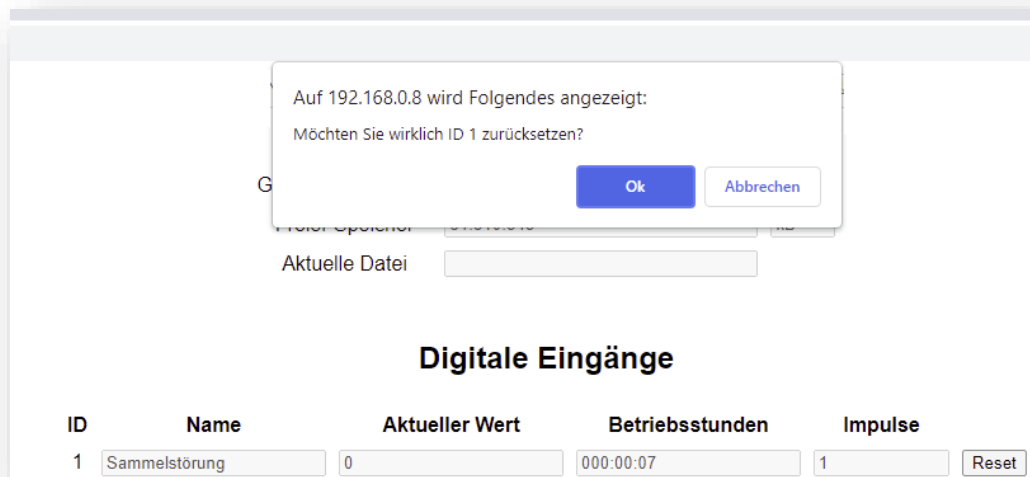 Auf 192.168.0.8 wird Folgendes angezeigt:
Möchten Sie wirklich ID 1 zurücksetzen?
Ok Abbrechen
Aktuelle Datei
Digitale Eingänge
ID Name Aktueller Wert Betriebsstunden Impulse
1 Sammelstörung 0 000:00:07 1 Reset